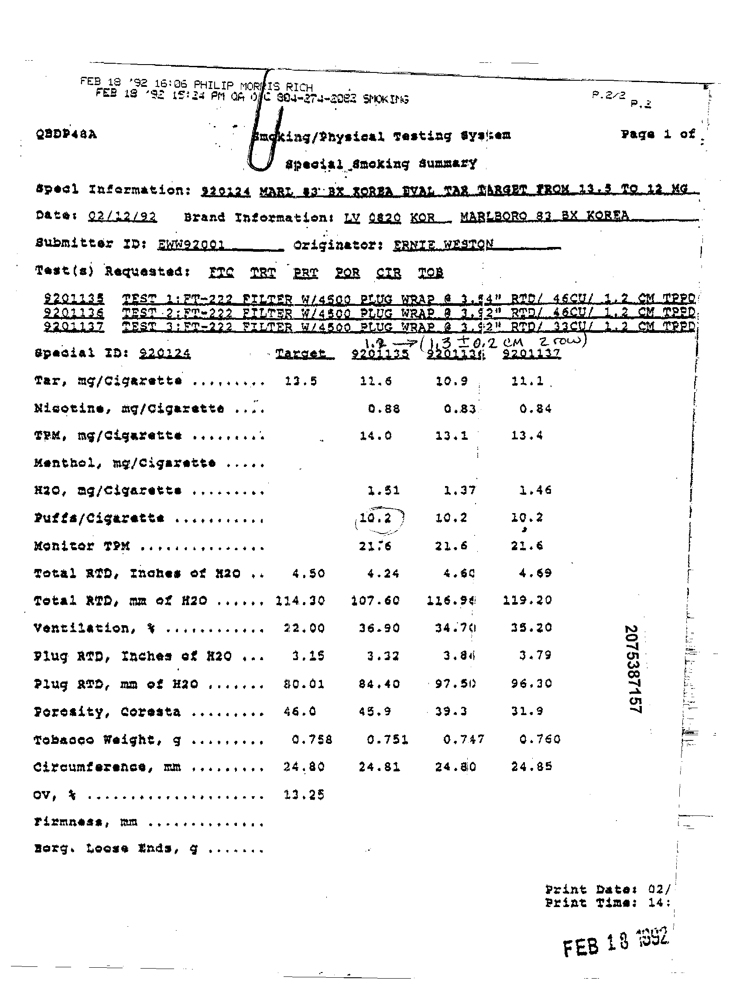 FEB 18 '92 16:06 PHILIP MORRIS RICH
FEB 18 '92 15:24 PM QA 804-274-2082 SMOKING
P.2/2 P.2
QBDP48A Smoking/Physical Testing System Page 1 of
Special Smoking Summary
Specl Information: 920124 MARL 83 BX KOREA EVAL TAR TARGET FROM 13.5 TO 12 MG
Date: 02/12/92 Brand Information: LV 0820 KOR MARLBORO 83 BX KOREA
Submitter ID: EWW92001 Originator: ERNIE WESTON
Test(s) Requested: FTC TRT PRT POR CIR TOB
9201135 TEST 1:FT-222 FILTER W/4500 PLUG WRAP @ 3.54" RTD/ 46CU/ 1.2 CM TPPD
9201136 TEST 2:FT-222 FILTER W/4500 PLUG WRAP @ 3.92" RTD/ 46CU/ 1.2 CM TPPD
9201137 TEST 3:FT-222 FILTER W/4500 PLUG WRAP @ 3.92" RTD/ 33CU/ 1.2 CM TPPD
1.2 → (1.3 ± 0.2 CM 2 row)
Special ID: 920124 Target 9201135 9201136 9201137
Tar, mg/Cigarette ......... 13.5 11.6 10.9 11.1
Nicotine, mg/Cigarette .... 0.88 0.83 0.84
TPM, mg/Cigarette ......... 14.0 13.1 13.4
Menthol, mg/Cigarette .....
H2O, mg/Cigarette ......... 1.51 1.37 1.46
Puffs/Cigarette ........... 10.2 10.2 10.2
Monitor TPM ............... 21.6 21.6 21.6
Total RTD, Inches of H2O .. 4.50 4.24 4.60 4.69
Total RTD, mm of H2O ...... 114.30 107.60 116.90 119.20
Ventilation, % ............ 22.00 36.90 34.70 35.20
Plug RTD, Inches of H2O ... 3.15 3.32 3.84 3.79
Plug RTD, mm of H2O ....... 80.01 84.40 97.50 96.30
Porosity, Coresta ......... 46.0 45.9 39.3 31.9
Tobacco Weight, g ......... 0.758 0.751 0.747 0.760
Circumference, mm ......... 24.80 24.81 24.80 24.85
OV, % ..................... 13.25
Firmness, mm ..............
Borg. Loose Ends, g .......
2075387157
Print Date: 02/
Print Time: 14:
FEB 18 1992